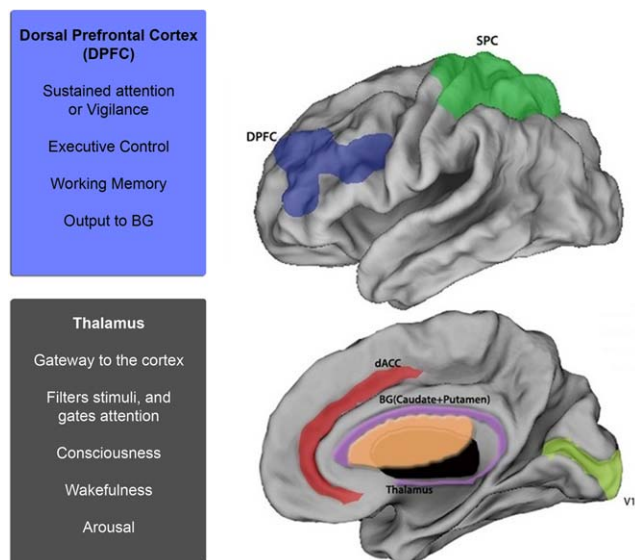 Dorsal Prefrontal Cortex
(DPFC)
Sustained attention
or Vigilance
Executive Control
Working Memory
Output to BG
SPC
DPFC
Thalamus
Gateway to the cortex
Filters stimuli, and
gates attention
Consciousness
Wakefulness
Arousal
dACC
BG(Caudate+Putamen)
Thalamus
V1